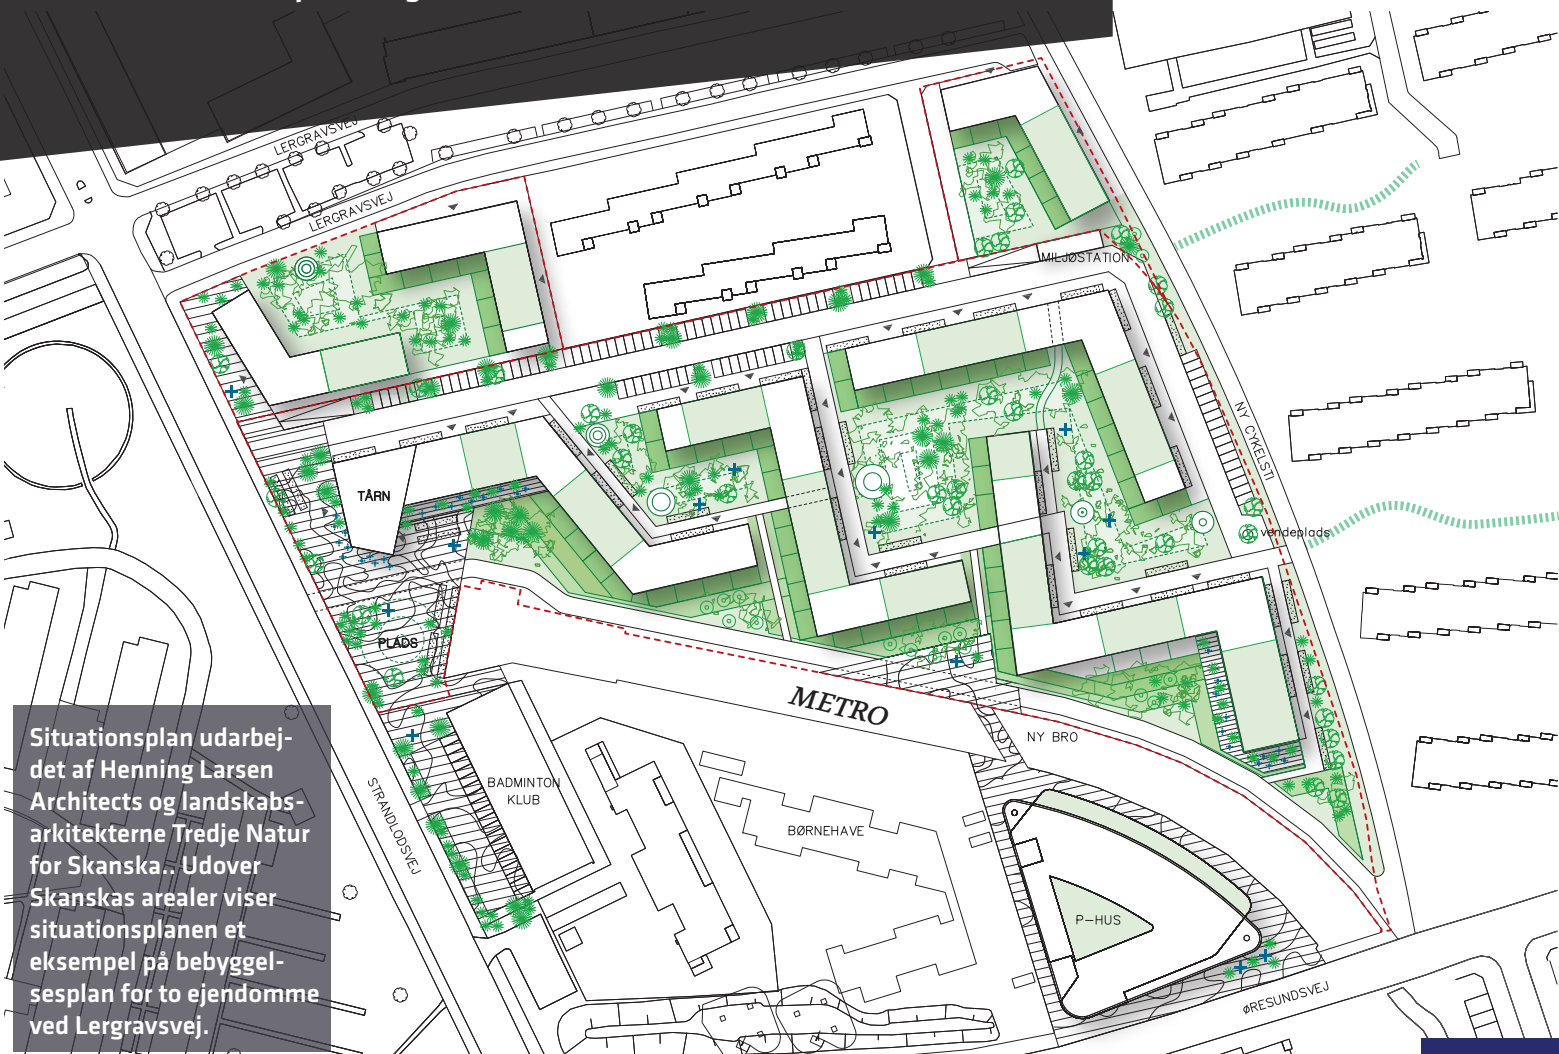 LERGRAVSVEJ
LERGRAVSVEJ
MILJØSTATION
NY CYKELSTI
vendeplads
TÅRN
PLADS
METRO
NY BRO
BADMINTON
KLUB
STRANDLODSVEJ
BØRNEHAVE
P-HUS
ØRESUNDSVEJ
Situationsplan udarbej-
det af Henning Larsen
Architects og landskabs-
arkitekterne Tredje Natur
for Skanska.. Udover
Skanskas arealer viser
situationsplanen et
eksempel på bebyggel-
sesplan for to ejendomme
ved Lergravsvej.